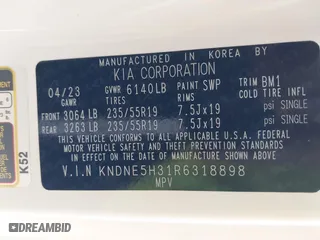 MANUFACTURED IN KOREA BY
KIA CORPORATION
04/23 GVWR 6140LB PAINT SWP TRIM BM1
GAWR TIRES RIMS COLD TIRE INFL
FRONT 3064 LB 235/55R19 7.5Jx19 psi SINGLE
REAR 3263 LB 235/55R19 7.5Jx19 psi SINGLE
THIS VEHICLE CONFORMS TO ALL APPLICABLE FEDERAL
MOTOR VEHICLE SAFETY, BUMPER, AND THEFT PREVENTION
STANDARDS IN EFFECT ON THE DATE OF MANUFACTURE
SHOWN ABOVE.
V.I.N KNDNE5H31R6318898
MPV
K52
DREAMBID
DREAMBID.COM